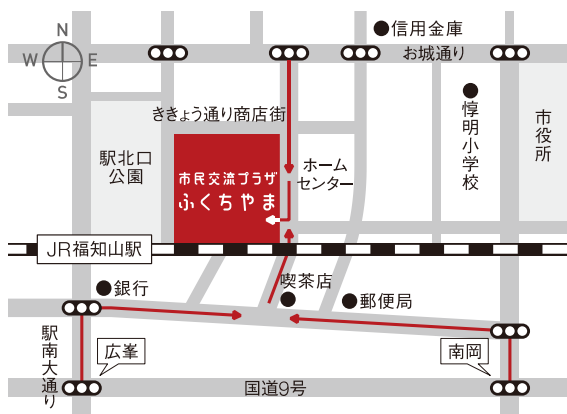 N
W E
S
信用金庫
お城通り
ききょう通り商店街
惇明小学校
市役所
駅北口
公園
市民交流プラザ
ふくちやま
ホーム
センター
JR福知山駅
喫茶店
銀行
郵便局
駅南大通り
広峯
南岡
国道9号